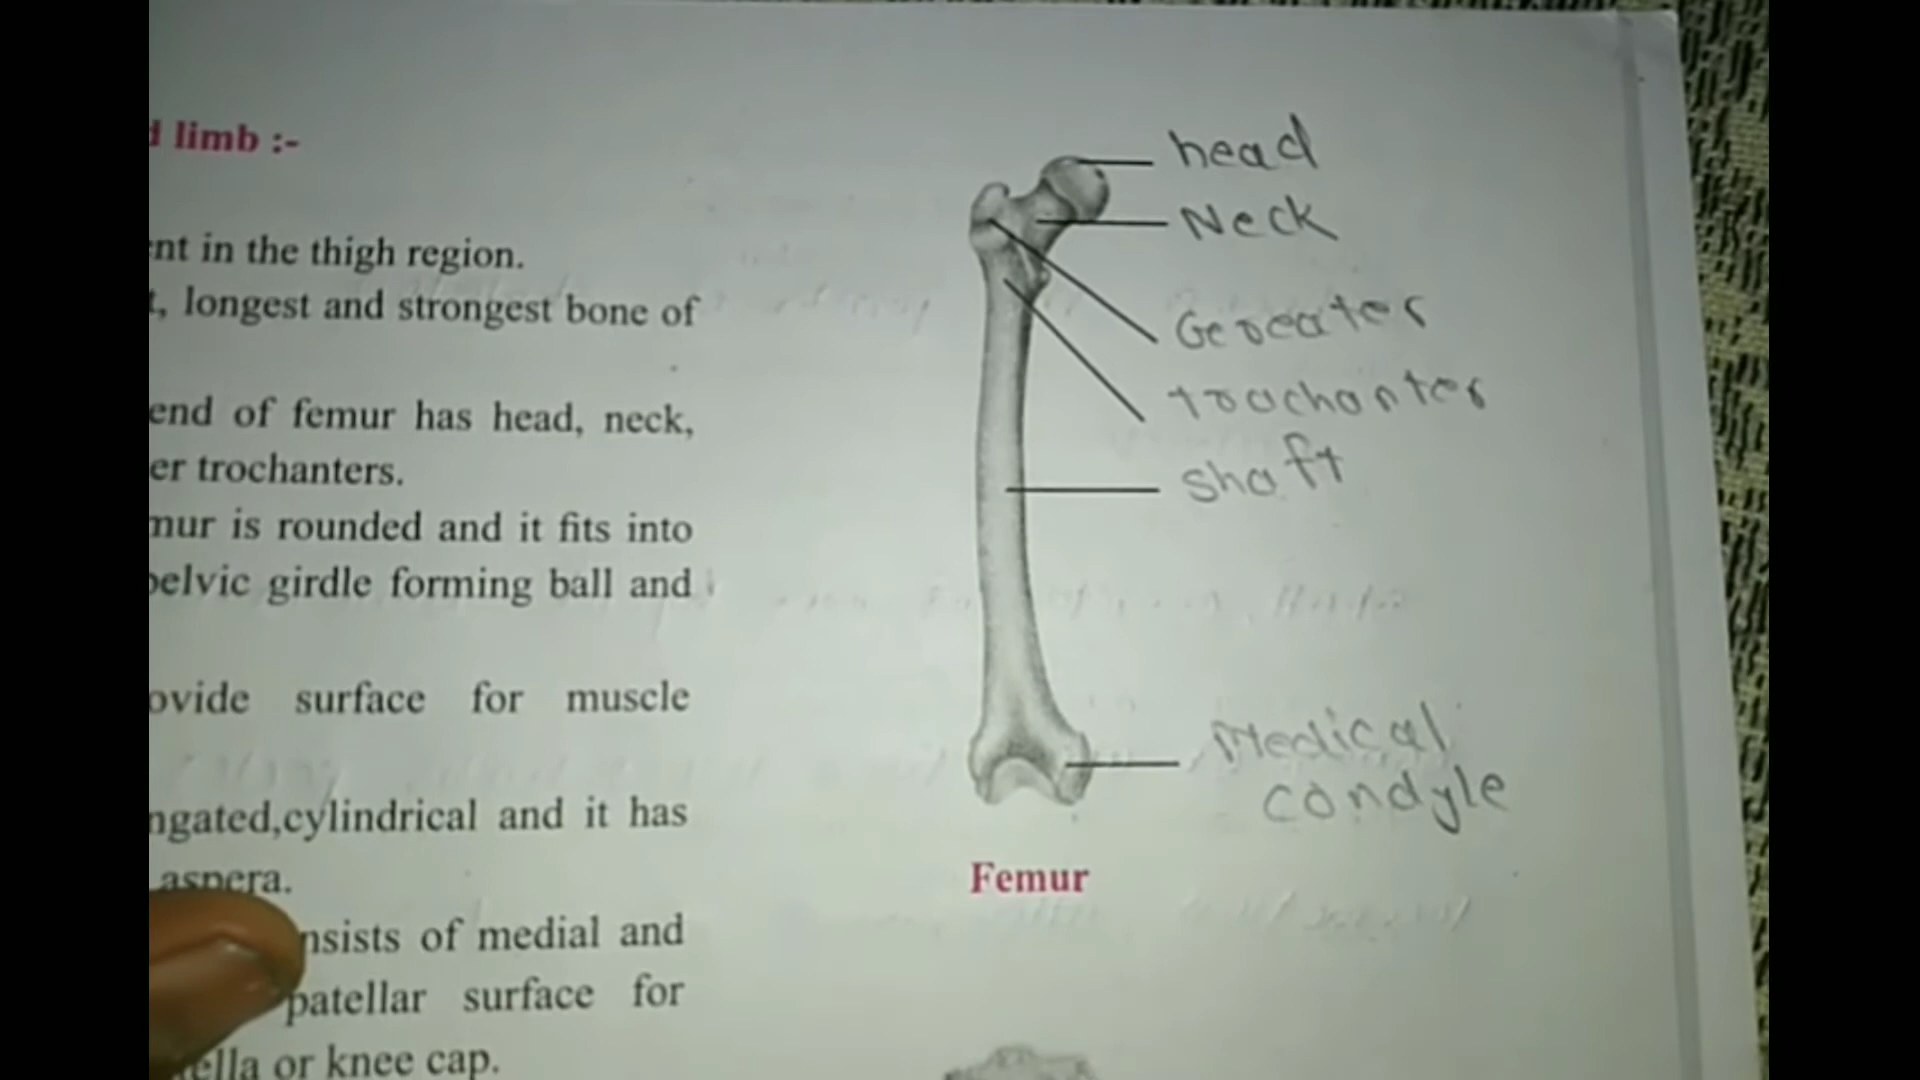 d limb :-
nt in the thigh region.
t, longest and strongest bone of
end of femur has head, neck,
er trochanters.
mur is rounded and it fits into
pelvic girdle forming ball and
ovide surface for muscle
ngated,cylindrical and it has
aspera.
nsists of medial and
patellar surface for
ella or knee cap.
head
Neck
Gereater
trochanter
shaft
Medical
condyle
Femur